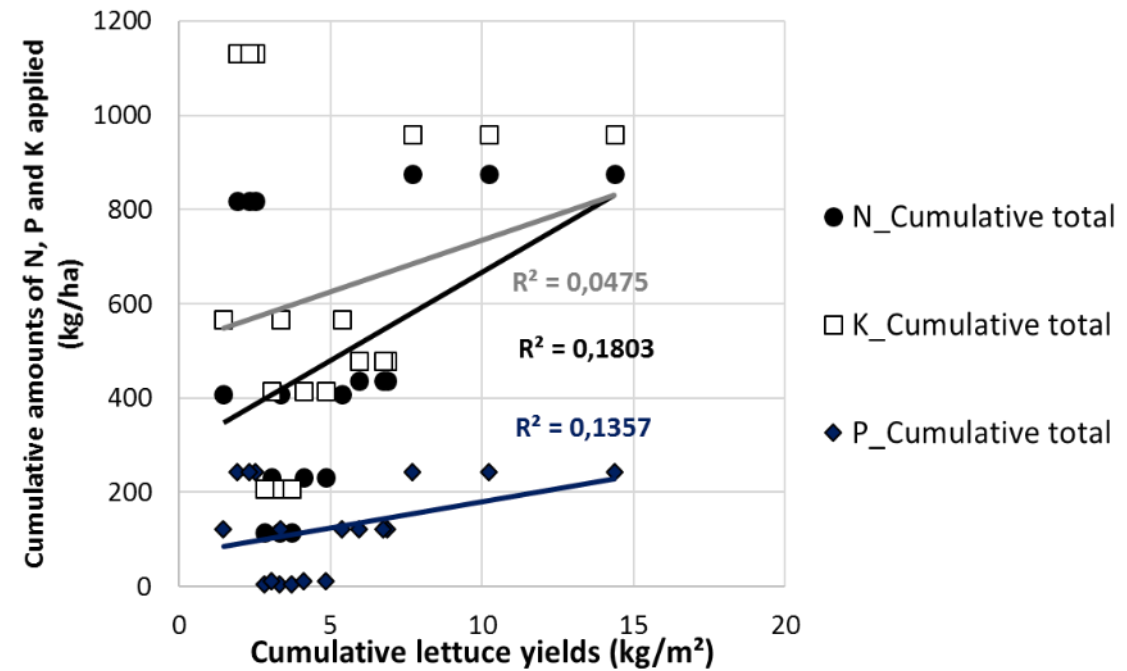 Cumulative amounts of N, P and K applied
(kg/ha)
1200
1000
800
600
400
200
0
R² = 0,0475
R² = 0,1803
R² = 0,1357
0 5 10 15 20
Cumulative lettuce yields (kg/m²)
N_Cumulative total
K_Cumulative total
P_Cumulative total